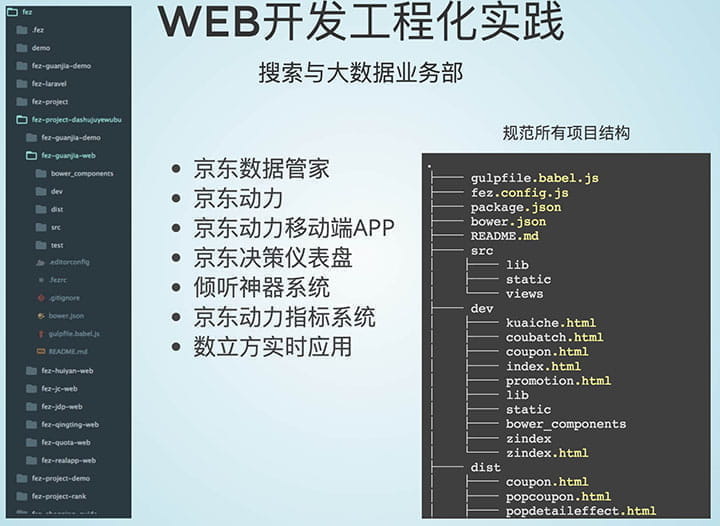 WEB开发工程化实践
搜索与大数据业务部
fez
.fez
demo
fez-guanjia-demo
fez-laravel
fez-project
fez-project-dashujuyewubu
fez-guanjia-demo
fez-guanjia-web
bower_components
dev
dist
src
test
.editorconfig
.fezrc
.gitignore
bower.json
gulpfile.babel.js
README.md
fez-huiyan-web
fez-jc-web
fez-jdp-web
fez-qingting-web
fez-quota-web
fez-realapp-web
fez-project-demo
fez-project-rank
京东数据管家
京东动力
京东动力移动端APP
京东决策仪表盘
倾听神器系统
京东动力指标系统
数立方实时应用
规范所有项目结构
.
gulpfile.babel.js
fez.config.js
package.json
bower.json
README.md
src
lib
static
views
dev
kuaiche.html
coubatch.html
coupon.html
index.html
promotion.html
lib
static
bower_components
zindex
zindex.html
dist
coupon.html
popcoupon.html
popdetaileffect.html